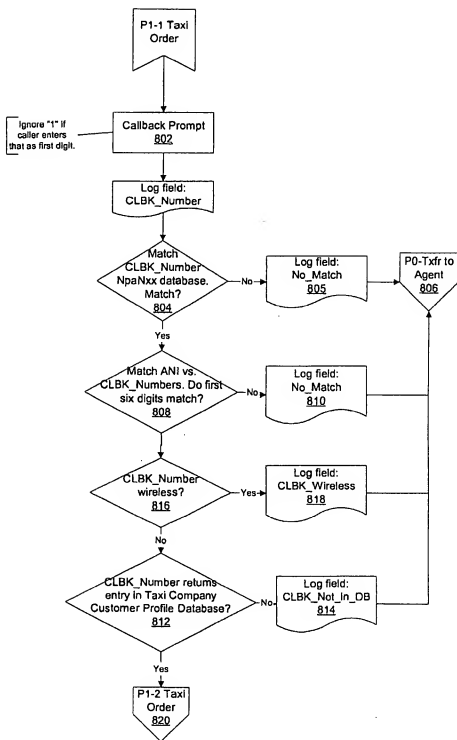 P1-1 Taxi
Order
Ignore "1" if
caller enters
that as first digit.
Callback Prompt
802
Log field:
CLBK_Number
Match
CLBK_Number
NpaNxx database.
Match?
804
No
Log field:
No_Match
805
P0-Txfr to
Agent
806
Yes
Match ANI vs.
CLBK_Numbers. Do first
six digits match?
808
No
Log field:
No_Match
810
CLBK_Number
wireless?
816
Yes
Log field:
CLBK_Wireless
818
No
CLBK_Number returns
entry in Taxi Company
Customer Profile Database?
812
No
Log field:
CLBK_Not_In_DB
814
Yes
P1-2 Taxi
Order
820